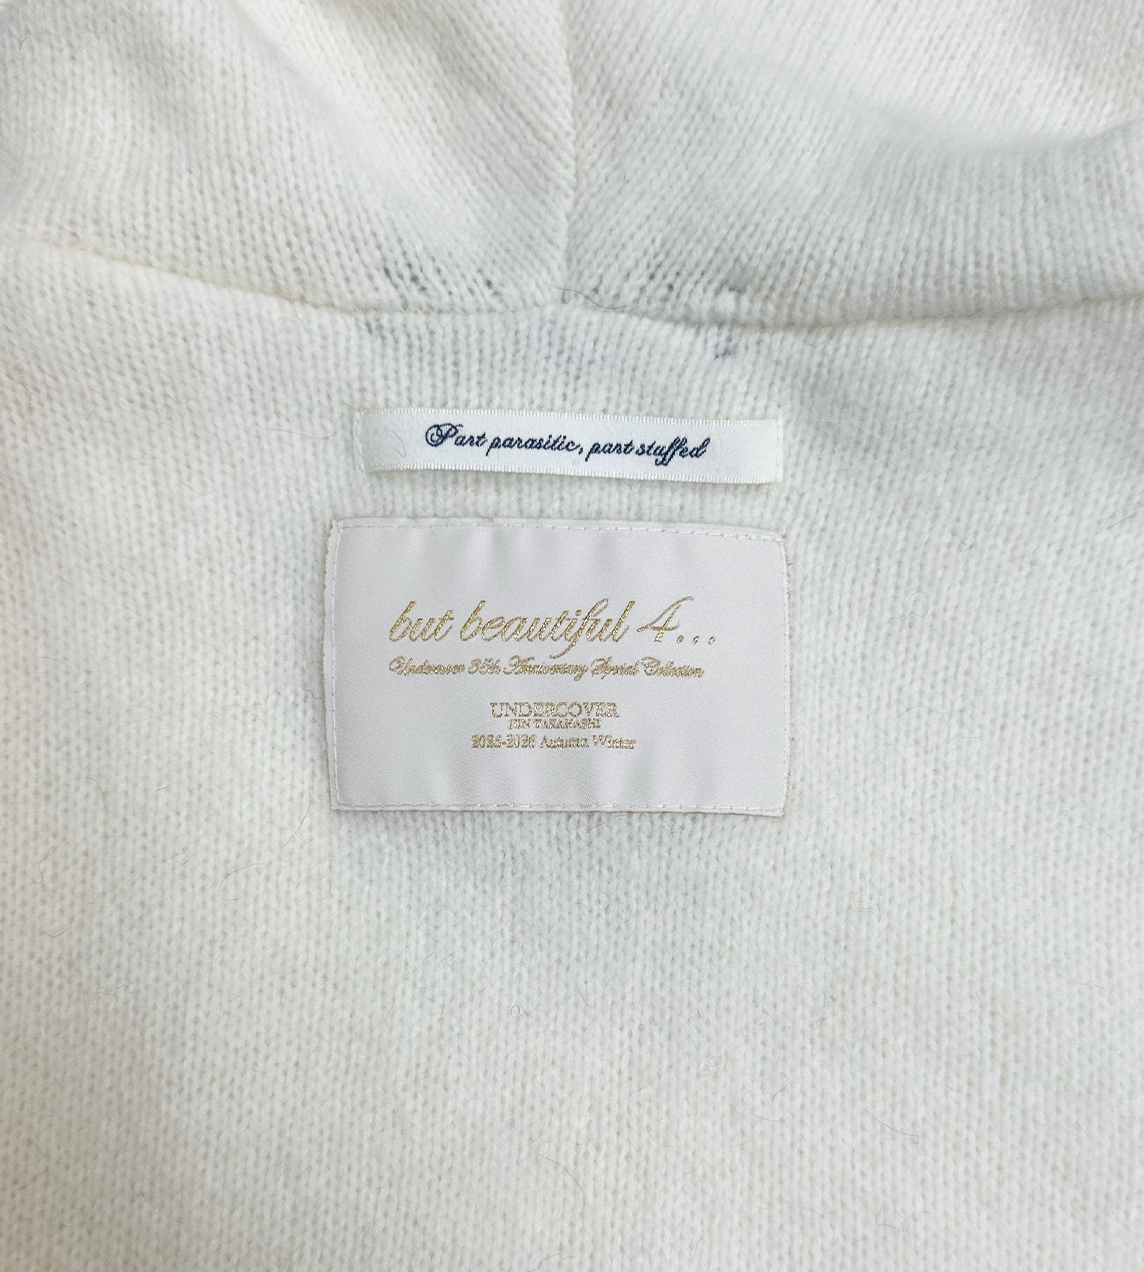 Part parasitic, part stuffed
but beautiful 4...
Undercover 35th Anniversary Special Collection
UNDERCOVER
JUN TAKAHASHI
2025-2026 Autumn Winter